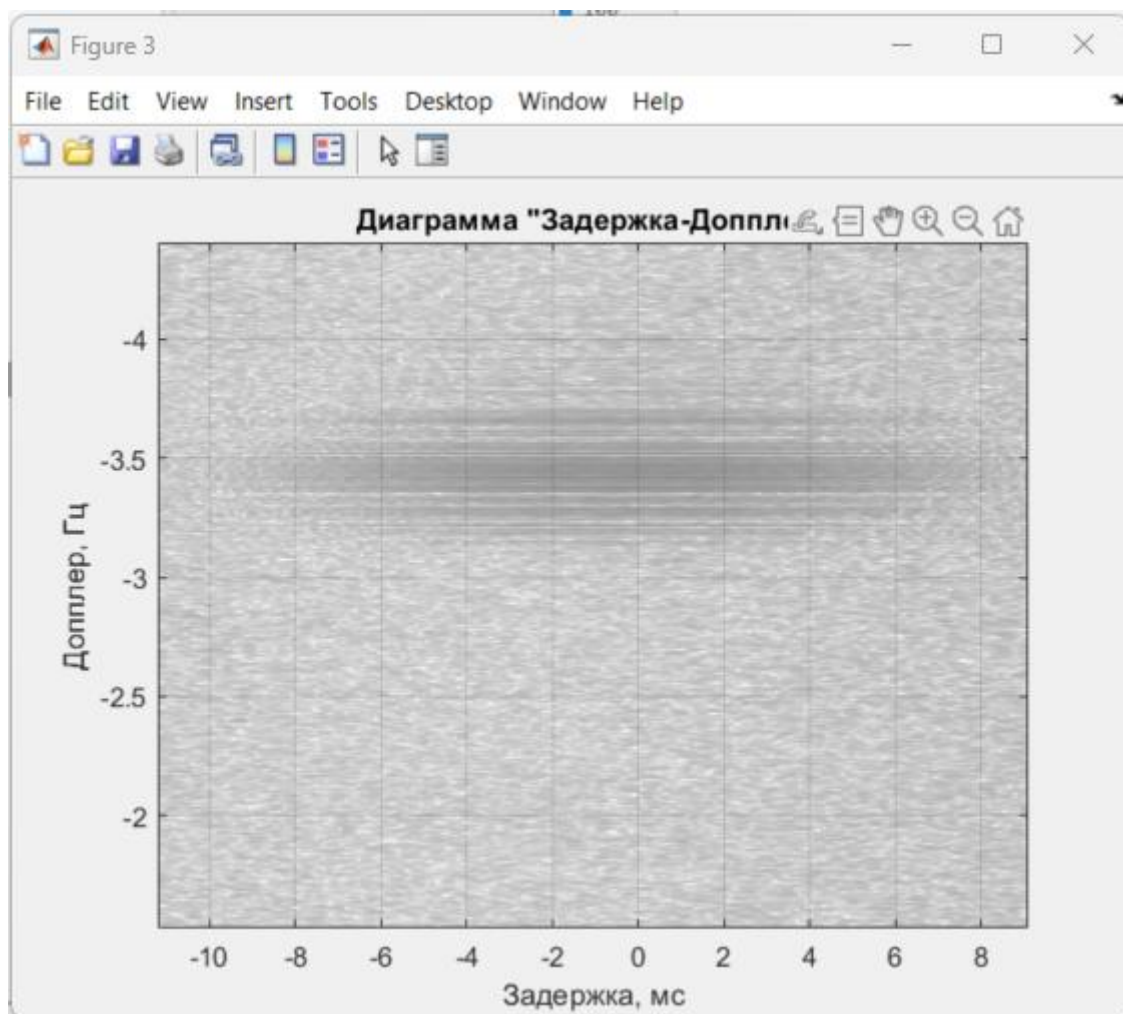 Figure 3
File Edit View Insert Tools Desktop Window Help
Диаграмма "Задержка-Доппл
-4
-3.5
-3
-2.5
-2
Допплер, Гц
-10 -8 -6 -4 -2 0 2 4 6 8
Задержка, мс